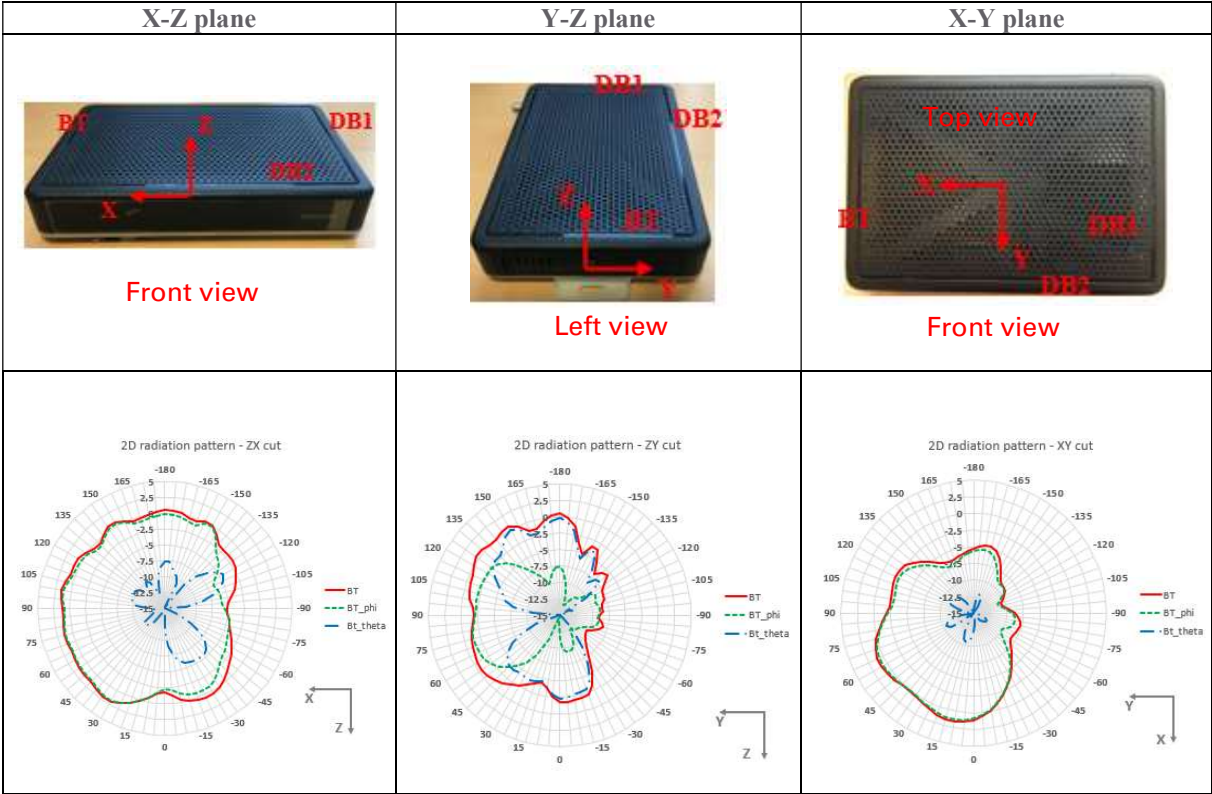 X-Z plane
Y-Z plane
X-Y plane
BT
Z
DB1
DB2
X
Front view
DB1
DB2
Z
BT
Y
Left view
Top view
X
BT
DB1
Y
DB2
Front view
2D radiation pattern - ZX cut
-180
165 -165
150 -150
135 -135
120 -120
105 -105
90 -90
75 -75
60 -60
45 -45
30 -30
15 -15
0
5
2.5
0
-2.5
-5
-7.5
-10
-12.5
-15
BT
BT_phi
Bt_theta
X
Z
2D radiation pattern - ZY cut
-180
165 -165
150 -150
135 -135
120 -120
105 -105
90 -90
75 -75
60 -60
45 -45
30 -30
15 -15
0
5
2.5
0
-2.5
-5
-7.5
-10
-12.5
-15
BT
BT_phi
Bt_theta
Y
Z
2D radiation pattern - XY cut
-180
165 -165
150 -150
135 -135
120 -120
105 -105
90 -90
75 -75
60 -60
45 -45
30 -30
15 -15
0
5
2.5
0
-2.5
-5
-7.5
-10
-12.5
-15
BT
BT_phi
Bt_theta
Y
X